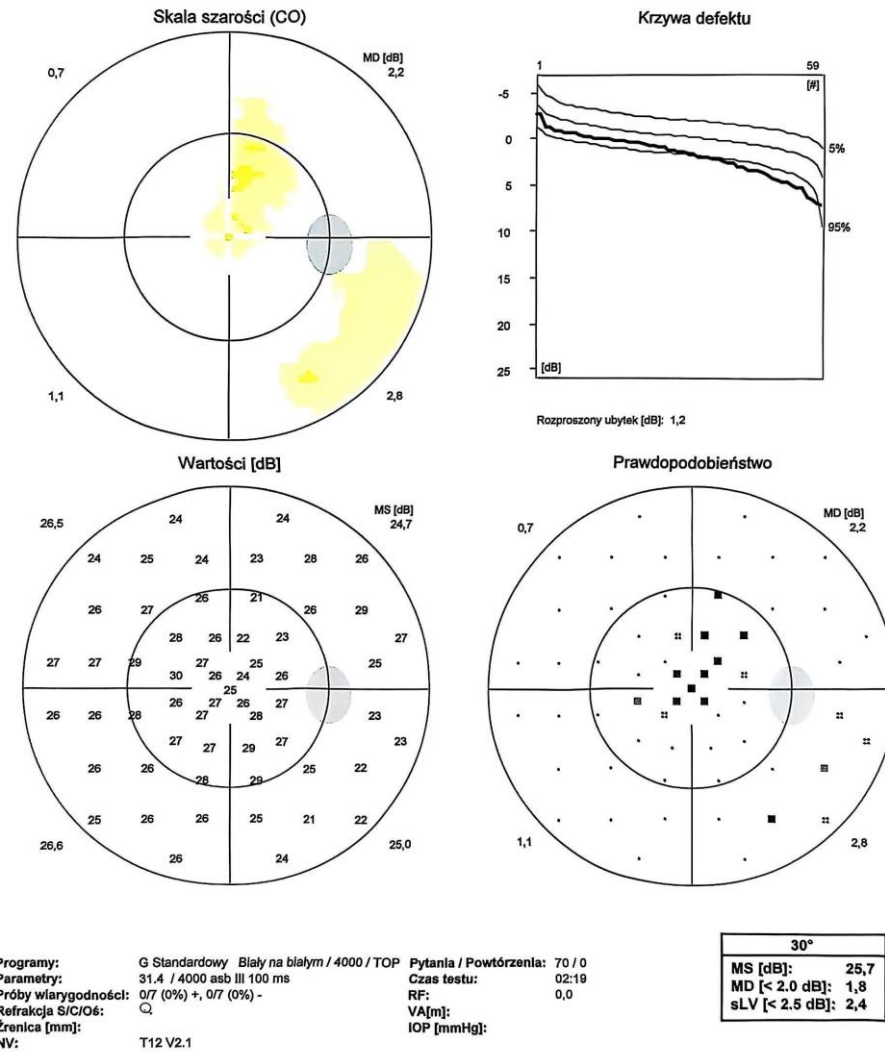 Skala szarości (CO)
0,7
MD [dB]
2,2
1,1
2,8
Krzywa defektu
1
59
[#]
-5
0
5
10
15
20
25
5%
95%
[dB]
Rozproszony ubytek [dB]: 1,2
Wartości [dB]
26,5
MS [dB]
24,7
24 24
24 25 24 23 28 26
26 27 26 21 26 29
28 26 22 23 27
27 27 29 27 25 25
30 26 24 26
25
26 27 26 27
26 26 28 27 28 23
27 27 29 27 23
26 26 28 29 25 22
25 26 26 25 21 22
26 24
26,6
25,0
Prawdopodobieństwo
0,7
MD [dB]
2,2
1,1
2,8
Programy: G Standardowy Biały na białym / 4000 / TOP
Parametry: 31.4 / 4000 asb III 100 ms
Próby wiarygodności: 0/7 (0%) +, 0/7 (0%) -
Refrakcja S/C/Oś:
Źrenica [mm]:
NV: T12 V2.1
Pytania / Powtórzenia: 70 / 0
Czas testu: 02:19
RF: 0,0
VA[m]:
IOP [mmHg]:
30°
MS [dB]: 25,7
MD [< 2.0 dB]: 1,8
sLV [< 2.5 dB]: 2,4